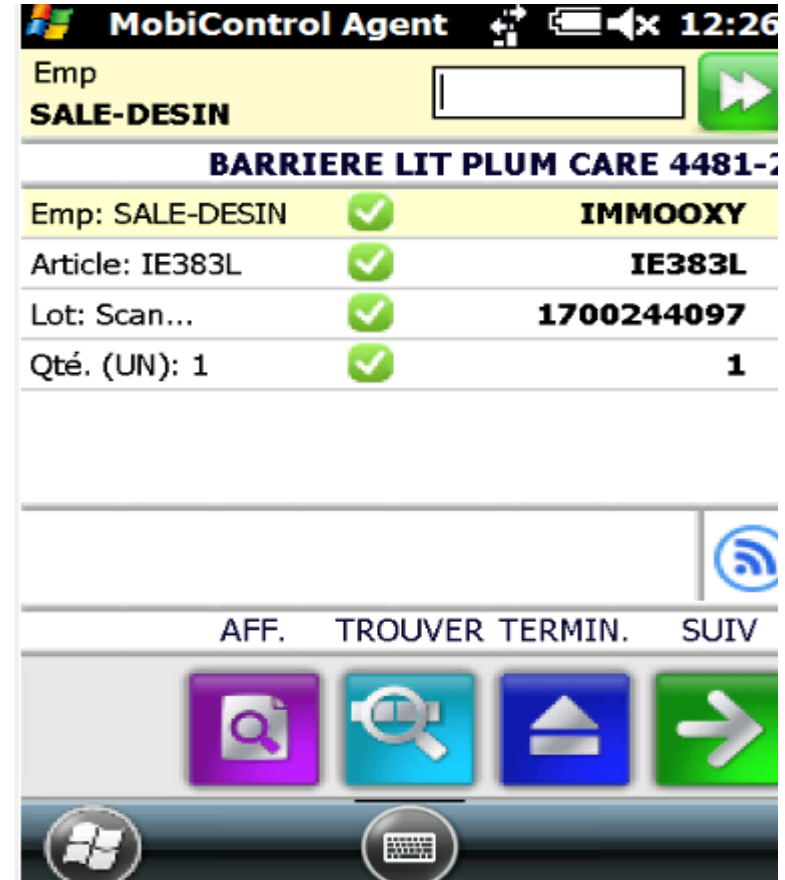 MobiControl Agent 12:26
Emp
SALE-DESIN
BARRIERE LIT PLUM CARE 4481-
Emp: SALE-DESIN IMMOOXY
Article: IE383L IE383L
Lot: Scan... 1700244097
Qté. (UN): 1 1
AFF. TROUVER TERMIN. SUIV